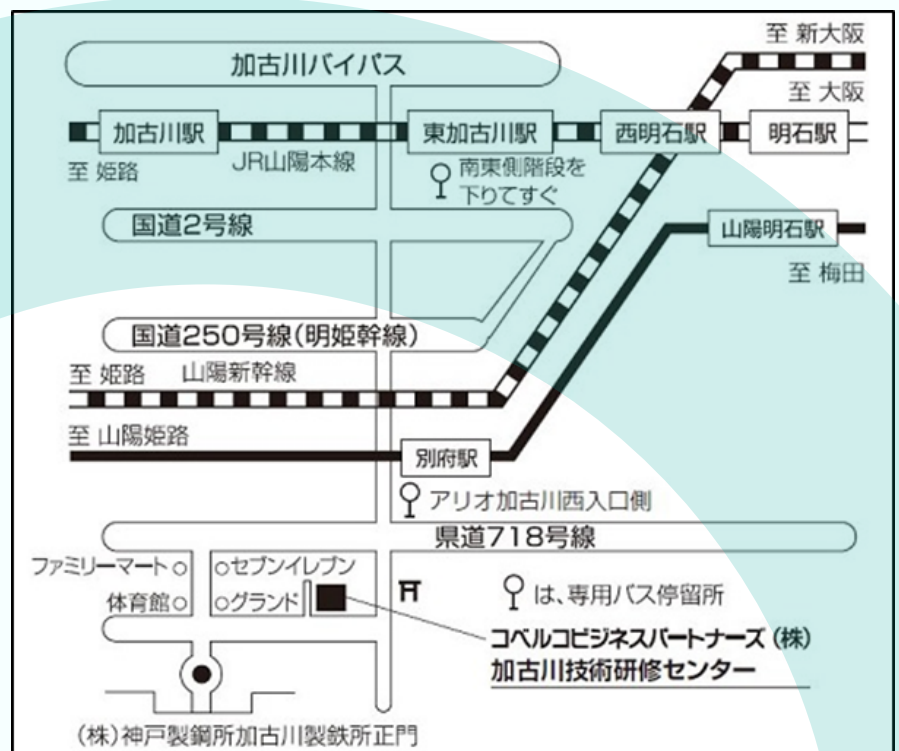 至 新大阪
加古川バイパス
至 大阪
加古川駅
東加古川駅
西明石駅
明石駅
至 姫路
JR山陽本線
南東側階段を
下りてすぐ
国道2号線
山陽明石駅
至 梅田
国道250号線(明姫幹線)
至 姫路
山陽新幹線
至 山陽姫路
別府駅
アリオ加古川西入口側
県道718号線
ファミリーマート
セブンイレブン
体育館
グランド
は、専用バス停留所
コベルコビジネスパートナーズ(株)
加古川技術研修センター
(株)神戸製鋼所加古川製鉄所正門